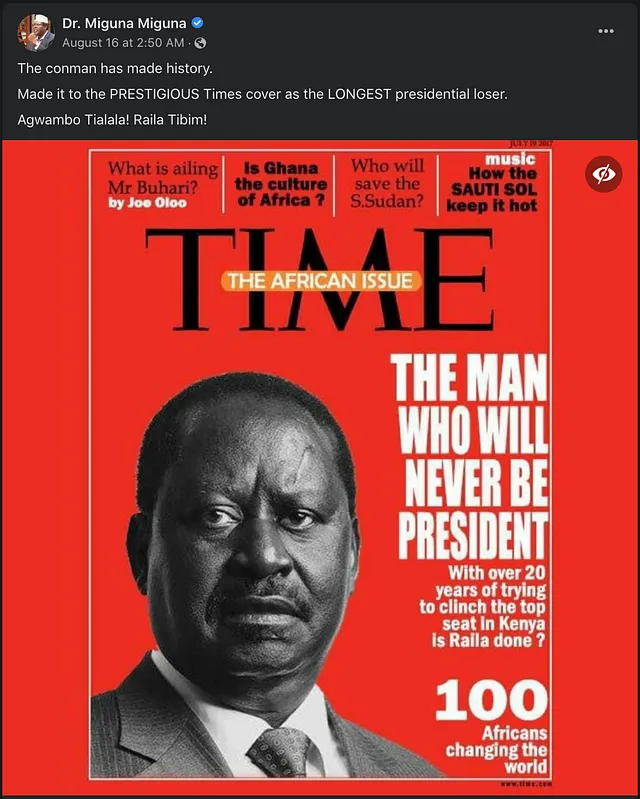 Dr. Miguna Miguna
August 16 at 2:50 AM ·
The conman has made history.
Made it to the PRESTIGIOUS Times cover as the LONGEST presidential loser.
Agwambo Tialala! Raila Tibim!
JULY 19 2017
What is ailing
Mr Buhari?
by Joe Oloo
Is Ghana
the culture
of Africa ?
Who will
save the
S.Sudan?
music
How the
SAUTI SOL
keep it hot
TIME
THE AFRICAN ISSUE
THE MAN
WHO WILL
NEVER BE
PRESIDENT
With over 20
years of trying
to clinch the top
seat in Kenya
is Raila done ?
100
Africans
changing the
world
www.time.com